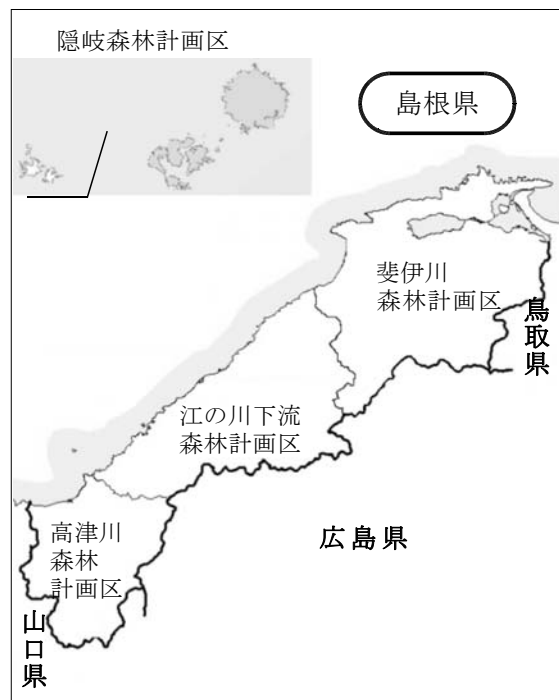 隠岐森林計画区
島根県
斐伊川
森林計画区
鳥取県
江の川下流
森林計画区
広島県
高津川
森林
計画区
山口県